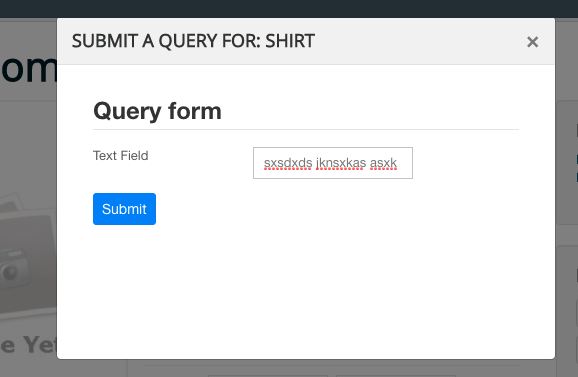 SUBMIT A QUERY FOR: SHIRT ×
om
Query form
Text Field sxsdxds jknsxkas asxk
Submit
e Yet